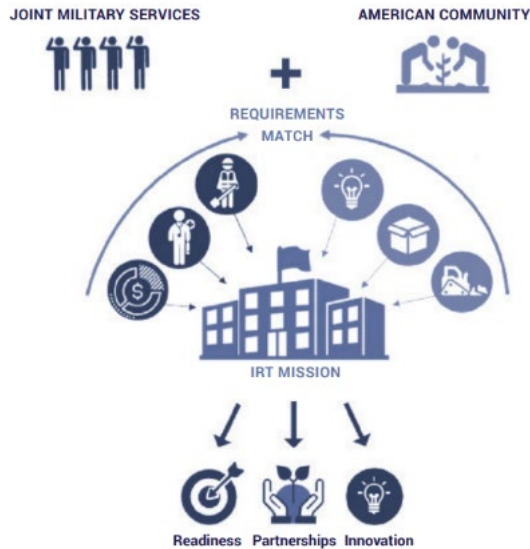 JOINT MILITARY SERVICES
AMERICAN COMMUNITY
REQUIREMENTS
MATCH
$
IRT MISSION
Readiness
Partnerships
Innovation